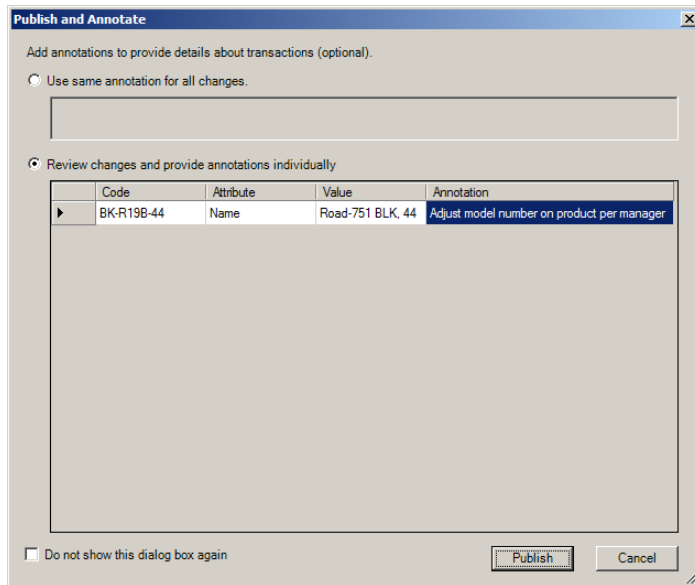 Publish and Annotate
Add annotations to provide details about transactions (optional).
Use same annotation for all changes.
Review changes and provide annotations individually
Code Attribute Value Annotation
BK-R19B-44 Name Road-751 BLK, 44 Adjust model number on product per manager
Do not show this dialog box again Publish Cancel